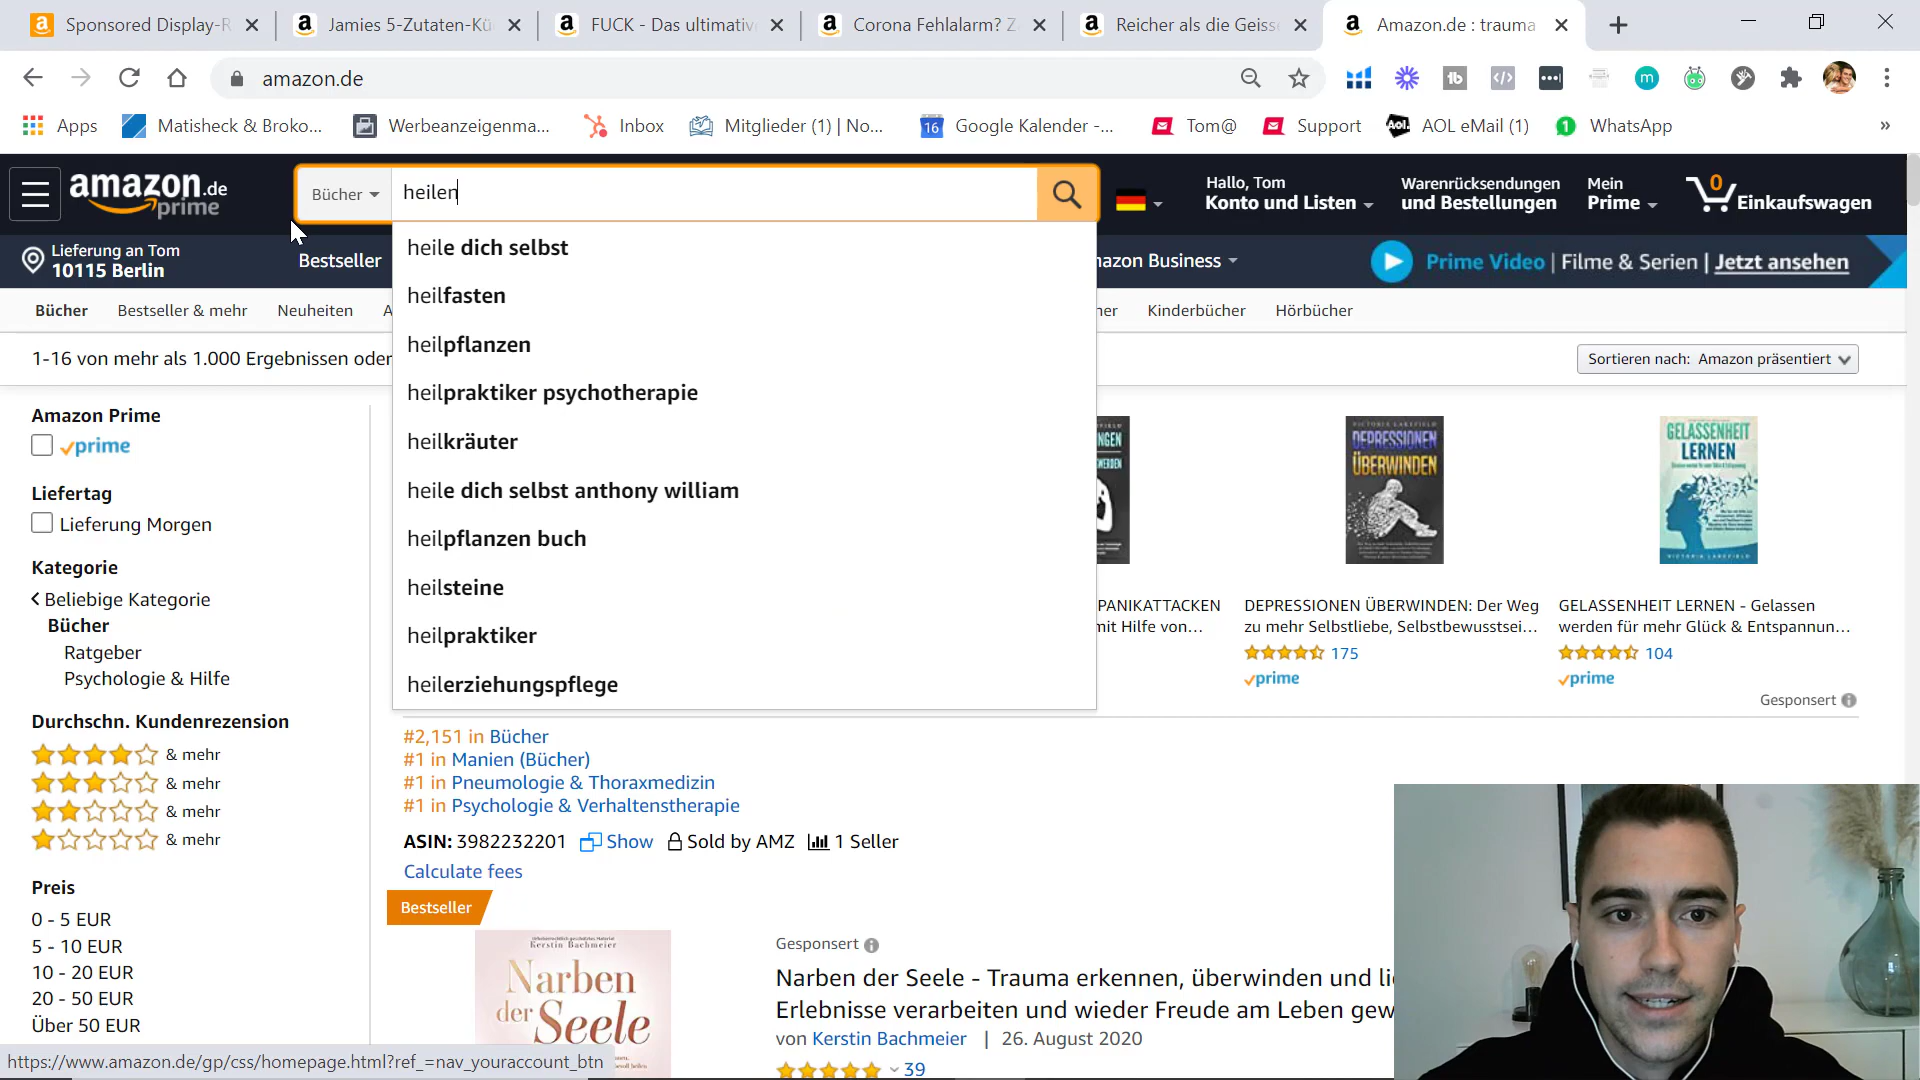 Sponsored Display-R
Jamies 5-Zutaten-Kü
FUCK - Das ultimativ
Corona Fehlalarm? Z
Reicher als die Geiss
Amazon.de : trauma
amazon.de
Apps
Matisheck & Broko...
Werbeanzeigenma...
Inbox
Mitglieder (1) | No...
16
Google Kalender -...
Tom@
Support
Aol.
AOL eMail (1)
1
WhatsApp
»
amazon.de
prime
Bücher
heilen
Hallo, Tom
Konto und Listen
Warenrücksendungen
und Bestellungen
Mein
Prime
0
Einkaufswagen
Lieferung an Tom
10115 Berlin
Bestseller
mazon Business
Prime Video | Filme & Serien | Jetzt ansehen
Bücher
Bestseller & mehr
Neuheiten
A
her
Kinderbücher
Hörbücher
heile dich selbst
heilfasten
heilpflanzen
heilpraktiker psychotherapie
heilkräuter
heile dich selbst anthony william
heilpflanzen buch
heilsteine
heilpraktiker
heilerziehungspflege
1-16 von mehr als 1.000 Ergebnissen oder
Sortieren nach: Amazon präsentiert
Amazon Prime
prime
Liefertag
Lieferung Morgen
Kategorie
Beliebige Kategorie
Bücher
Ratgeber
Psychologie & Hilfe
Durchschn. Kundenrezension
& mehr
& mehr
& mehr
& mehr
Preis
0 - 5 EUR
5 - 10 EUR
10 - 20 EUR
20 - 50 EUR
Über 50 EUR
NGEN
WERDEN
VICTORIA LAKEFIELD
DEPRESSIONEN
ÜBERWINDEN
GELASSENHEIT
LERNEN
VICTORIA LAKEFIELD
PANIKATTACKEN
mit Hilfe von...
DEPRESSIONEN ÜBERWINDEN: Der Weg
zu mehr Selbstliebe, Selbstbewusstsei...
175
prime
GELASSENHEIT LERNEN - Gelassen
werden für mehr Glück & Entspannun...
104
prime
Gesponsert
#2,151 in Bücher
#1 in Manien (Bücher)
#1 in Pneumologie & Thoraxmedizin
#1 in Psychologie & Verhaltenstherapie
ASIN: 3982232201
Show
Sold by AMZ
1 Seller
Calculate fees
Bestseller
Kerstin Bachmeier
Narben
der Seele
Gesponsert
Narben der Seele - Trauma erkennen, überwinden und li
Erlebnisse verarbeiten und wieder Freude am Leben gew
von Kerstin Bachmeier | 26. August 2020
39
https://www.amazon.de/gp/css/homepage.html?ref_=nav_youraccount_btn